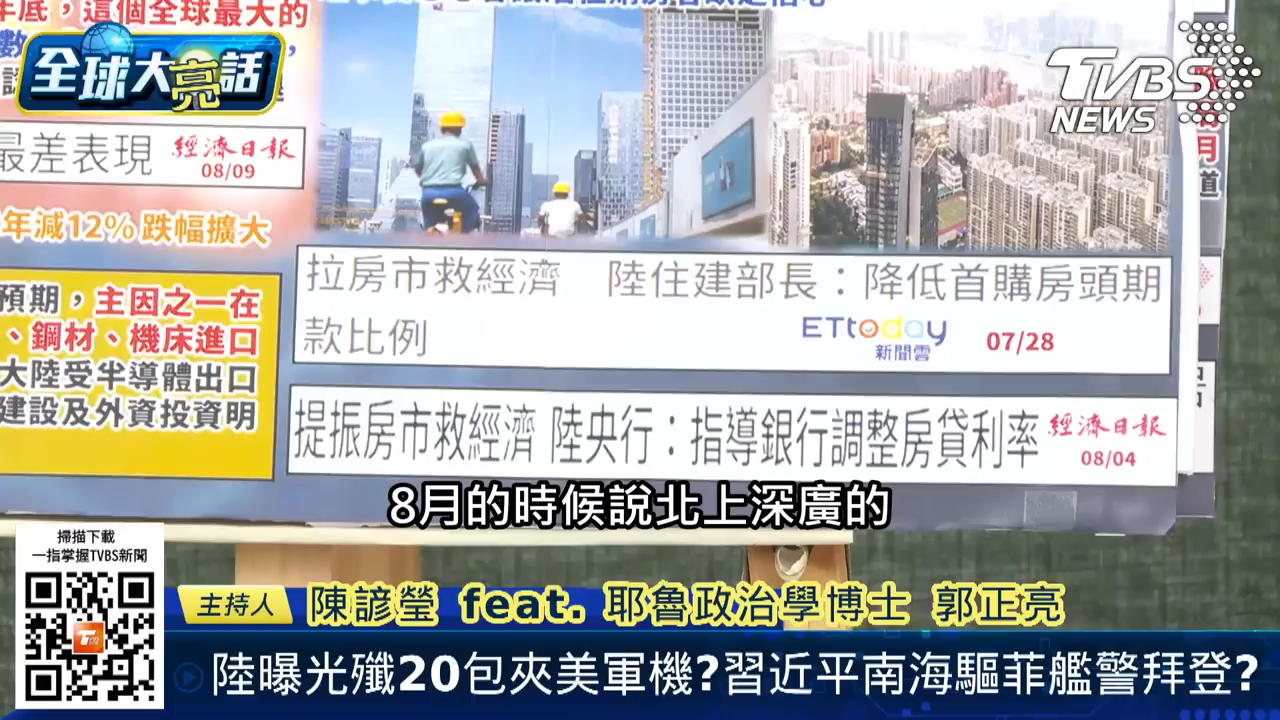 年底，這個全球最大的
全球大亮話
TVBS
NEWS
最差表現 經濟日報
08/09
年減12%跌幅擴大
預期，主因之一在
、鋼材、機床進口
大陸受半導體出口
建設及外資投資明
拉房市救經濟 陸住建部長：降低首購房頭期
款比例
ETtoday
新聞雲
07/28
提振房市救經濟 陸央行：指導銀行調整房貸利率
經濟日報
08/04
8月的時候說北上深廣的
掃描下載
一指掌握TVBS新聞
主持人 陳諺瑩 feat. 耶魯政治學博士 郭正亮
陸曝光殲20包夾美軍機?習近平南海驅菲艦警拜登?